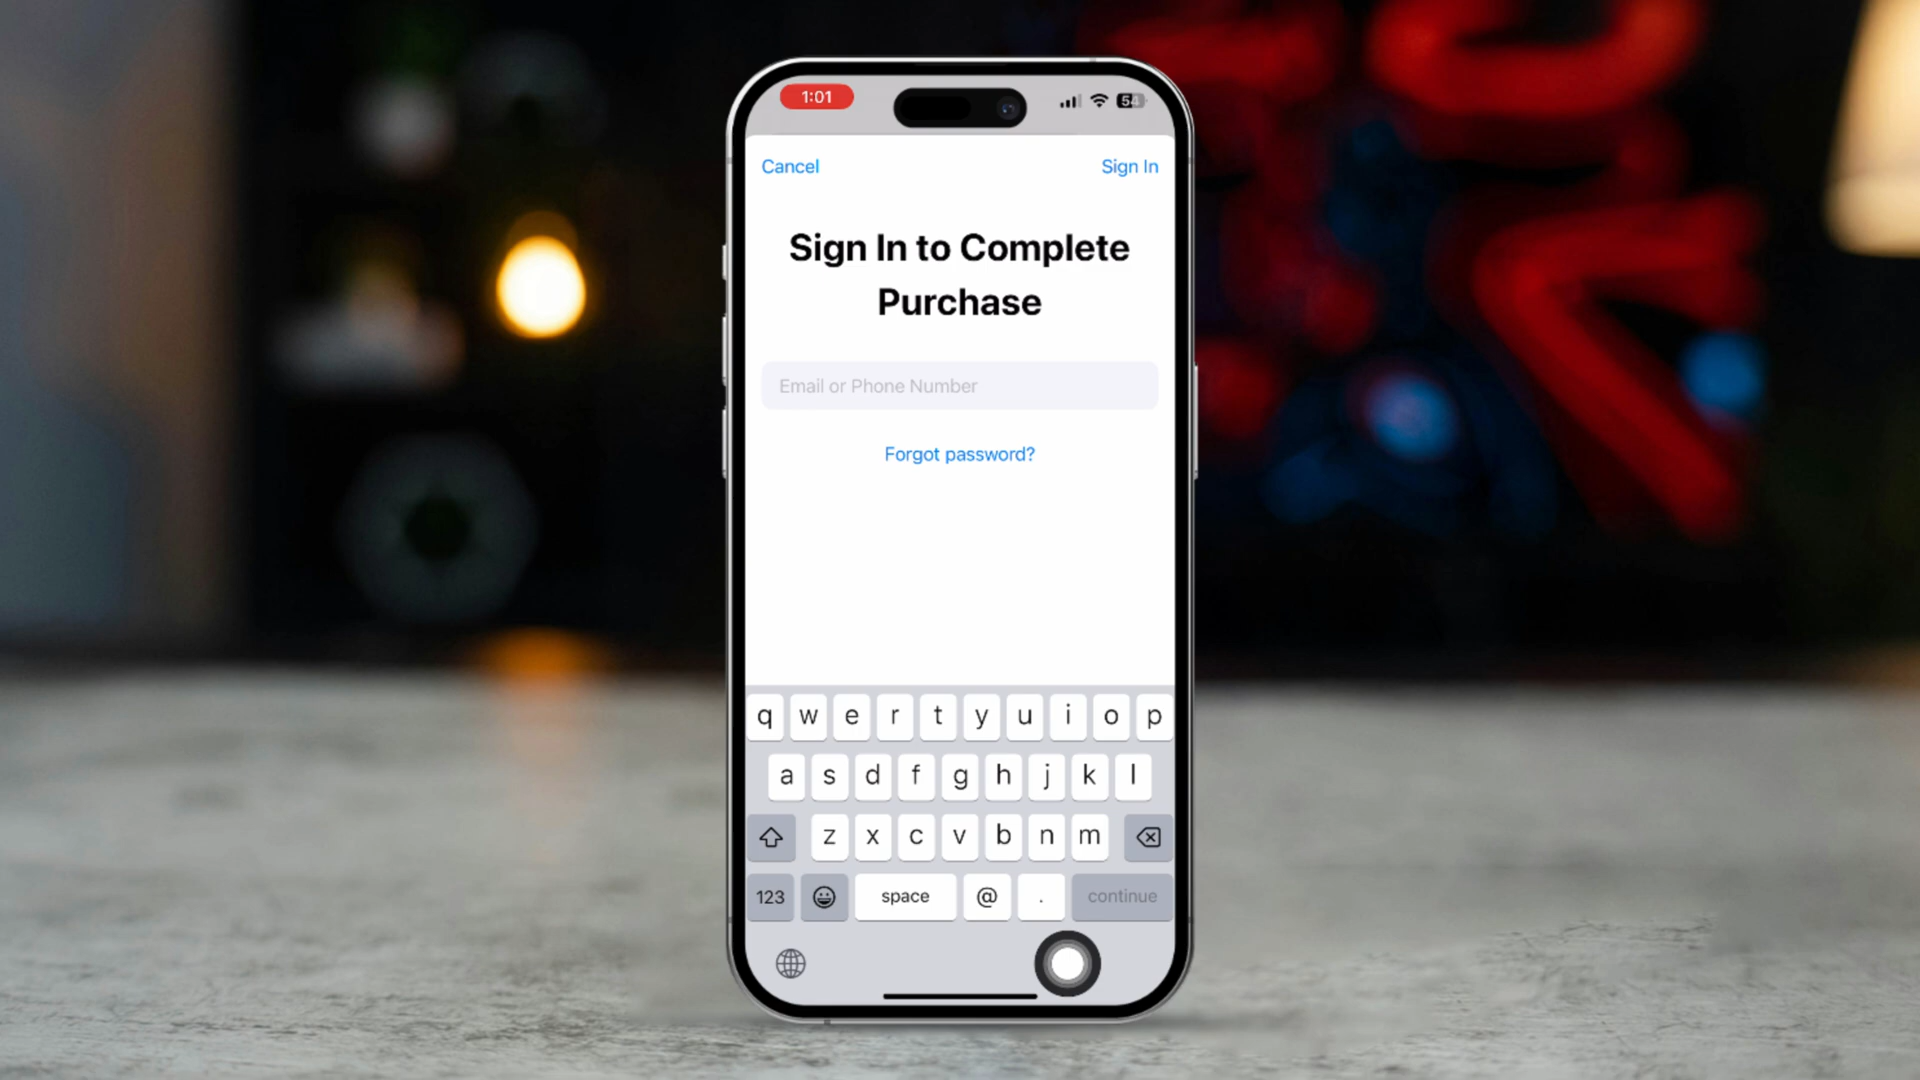 1:01
54
Cancel
Sign In
Sign In to Complete
Purchase
Email or Phone Number
Forgot password?
q w e r t y u i o p
a s d f g h j k l
z x c v b n m
123 space @ . continue